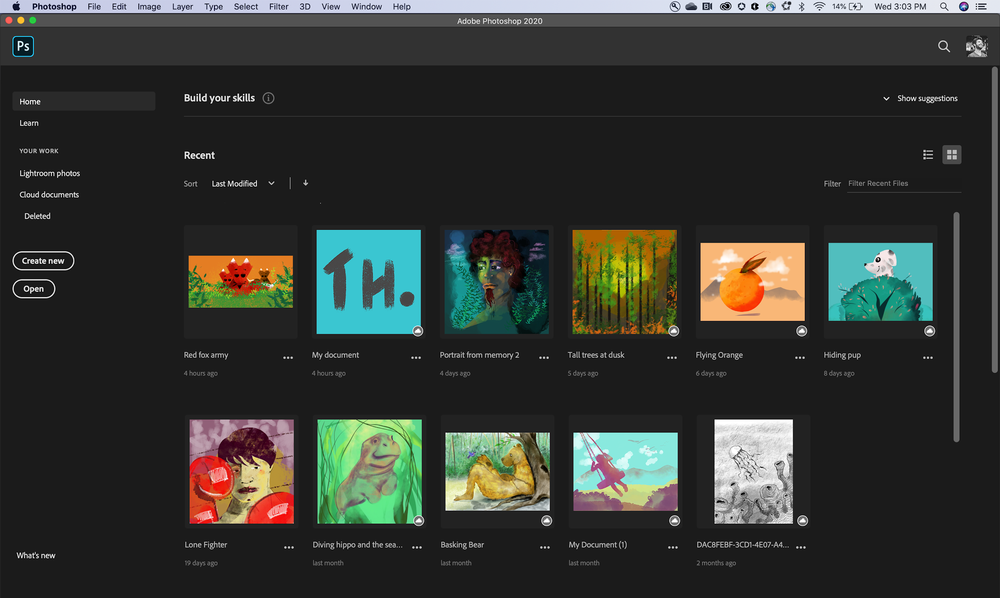 Photoshop File Edit Image Layer Type Select Filter 3D View Window Help 14% Wed 3:03 PM
Adobe Photoshop 2020
Ps
Home
Learn
YOUR WORK
Lightroom photos
Cloud documents
Deleted
Create new
Open
What's new
Build your skills
Show suggestions
Recent
Sort Last Modified
Filter Filter Recent Files
TH.
Red fox army
4 hours ago
My document
4 hours ago
Portrait from memory 2
4 days ago
Tall trees at dusk
5 days ago
Flying Orange
6 days ago
Hiding pup
8 days ago
Lone Fighter
19 days ago
Diving hippo and the sea...
last month
Basking Bear
last month
My Document (1)
last month
DAC8FEBF-3CD1-4E07-A4...
2 months ago